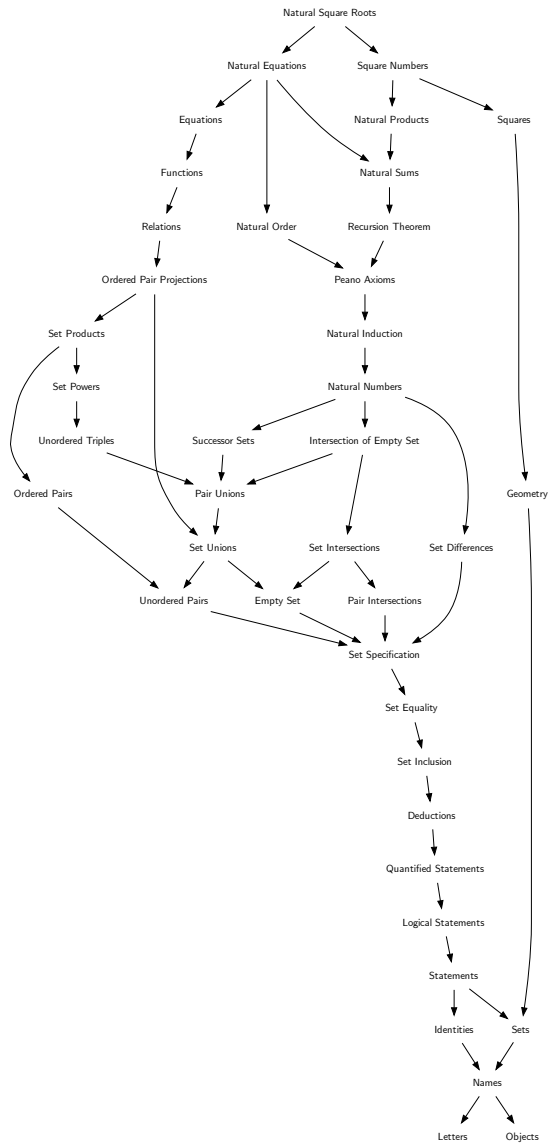 Natural Square Roots
Natural Equations
Square Numbers
Equations
Natural Products
Squares
Functions
Natural Sums
Relations
Natural Order
Recursion Theorem
Ordered Pair Projections
Peano Axioms
Set Products
Natural Induction
Set Powers
Natural Numbers
Unordered Triples
Successor Sets
Intersection of Empty Set
Ordered Pairs
Pair Unions
Geometry
Set Unions
Set Intersections
Set Differences
Unordered Pairs
Empty Set
Pair Intersections
Set Specification
Set Equality
Set Inclusion
Deductions
Quantified Statements
Logical Statements
Statements
Identities
Sets
Names
Letters
Objects